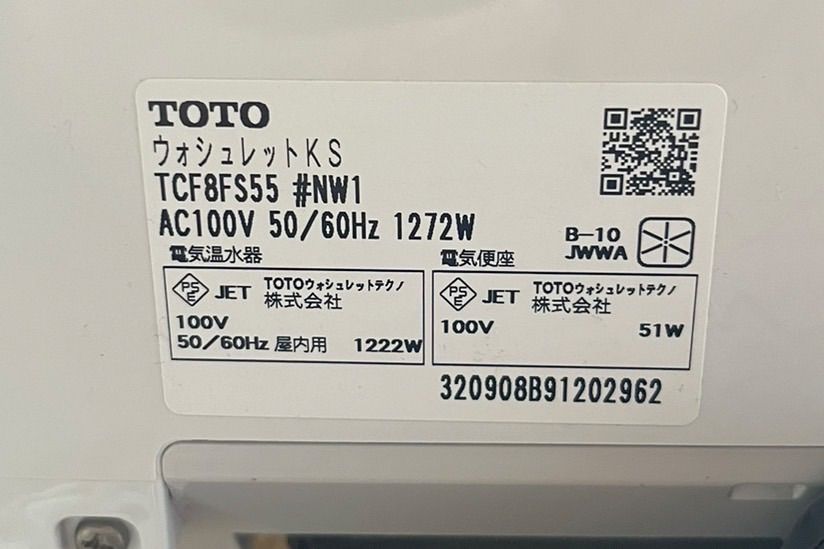 TOTO
ウォシュレットKS
TCF8FS55 #NW1
AC100V 50/60Hz 1272W
B-10
JWWA
電気温水器
PSE JET TOTOウォシュレットテクノ
株式会社
100V
50/60Hz 屋内用 1222W
電気便座
PSE JET TOTOウォシュレットテクノ
株式会社
100V
51W
320908B91202962